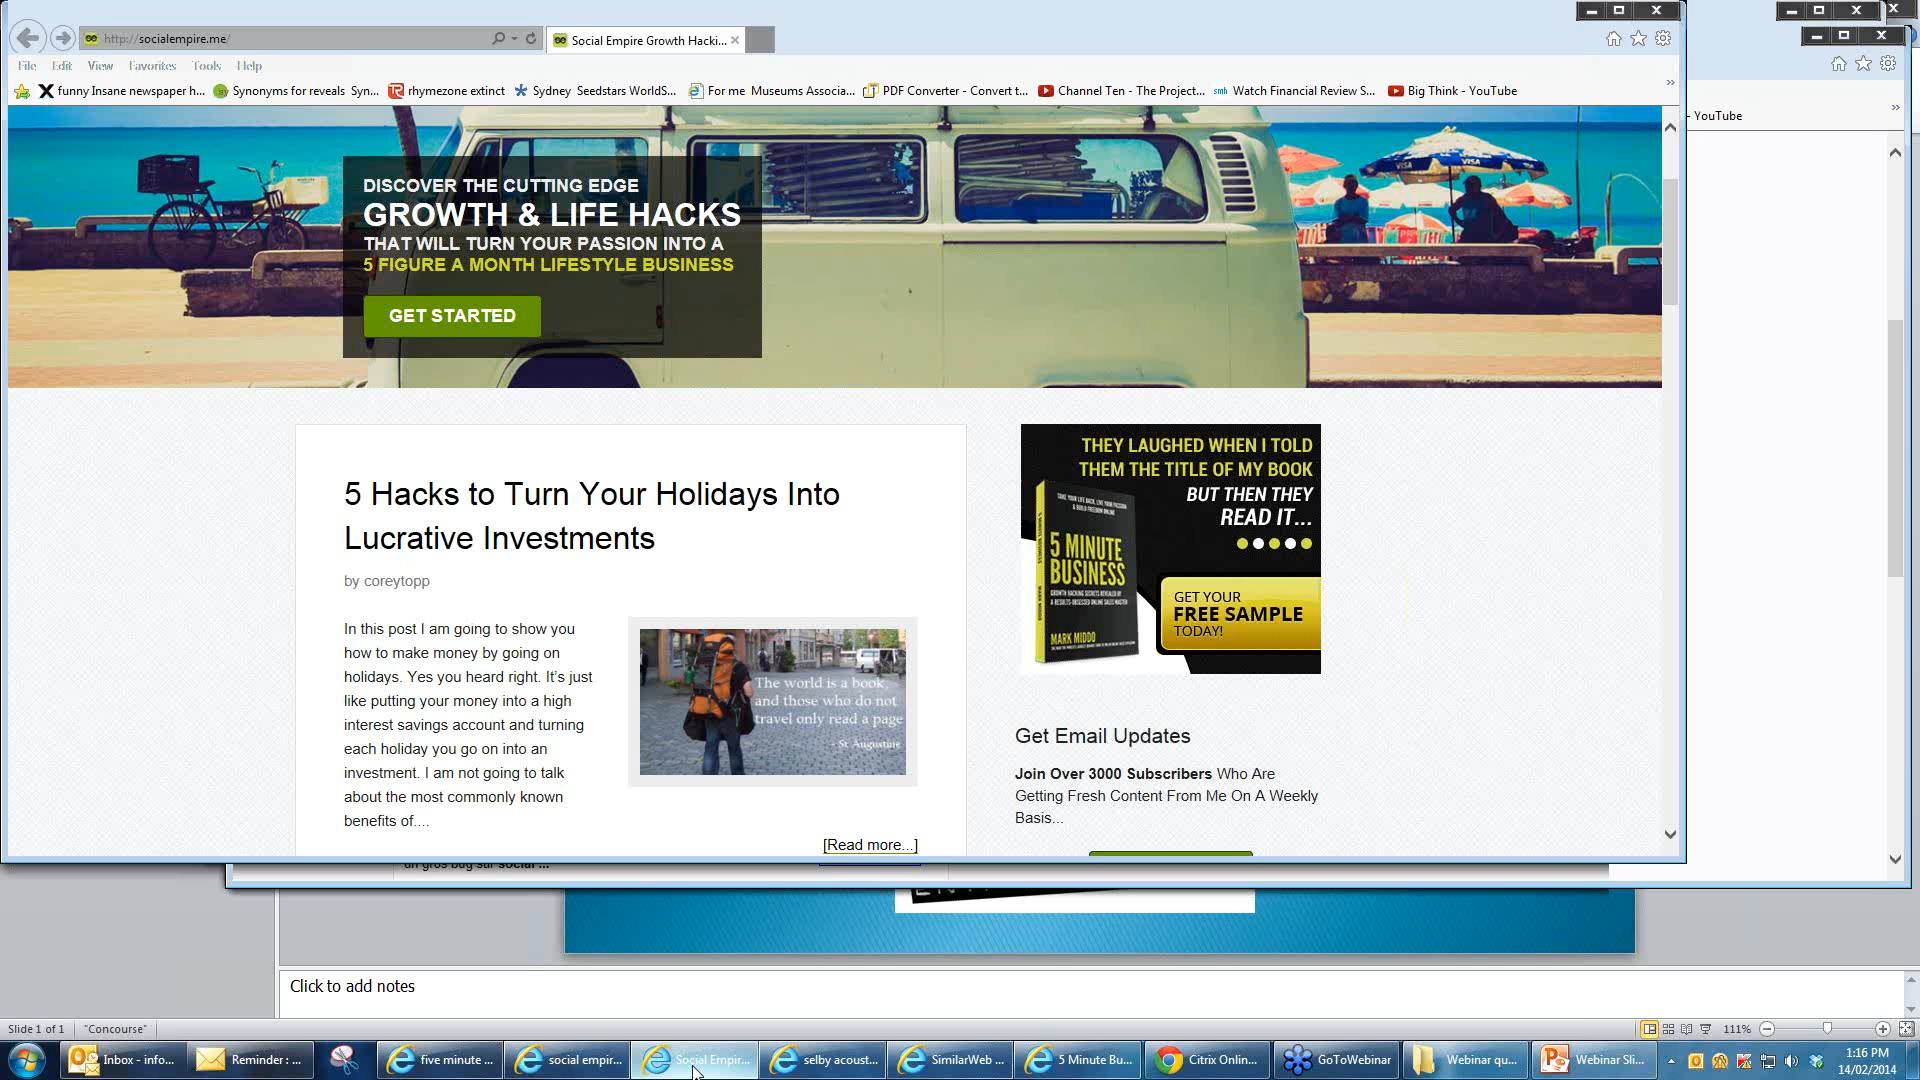 http://socialempire.me/
Social Empire Growth Hacki...
File Edit View Favorites Tools Help
funny Insane newspaper h...
Synonyms for reveals Syn...
rhymezone extinct
Sydney Seedstars WorldS...
For me Museums Associa...
PDF Converter - Convert t...
Channel Ten - The Project...
smh Watch Financial Review S...
Big Think - YouTube
- YouTube
DISCOVER THE CUTTING EDGE
GROWTH & LIFE HACKS
THAT WILL TURN YOUR PASSION INTO A
5 FIGURE A MONTH LIFESTYLE BUSINESS
GET STARTED
VISA
VISA
5 Hacks to Turn Your Holidays Into
Lucrative Investments
by coreytopp
In this post I am going to show you
how to make money by going on
holidays. Yes you heard right. It's just
like putting your money into a high
interest savings account and turning
each holiday you go on into an
investment. I am not going to talk
about the most commonly known
benefits of....
The world is a book,
and those who do not
travel only read a page
- St Augustine
[Read more...]
THEY LAUGHED WHEN I TOLD
THEM THE TITLE OF MY BOOK
BUT THEN THEY
READ IT...
TAKE YOUR LIFE BACK, LIVE YOUR PASSION
& BUILD FREEDOM ONLINE
5 MINUTE
BUSINESS
GROWTH HACKING SECRETS REVEALED BY
A RESULTS-OBSESSED ONLINE SALES MASTER
MARK MIDDO
GET YOUR
FREE SAMPLE
TODAY!
Get Email Updates
Join Over 3000 Subscribers Who Are
Getting Fresh Content From Me On A Weekly
Basis...
un gros bug sur social ...
Click to add notes
Slide 1 of 1
"Concourse"
111%
Inbox - info...
Reminder : ...
five minute ...
social empir...
Social Empir...
selby acoust...
SimilarWeb ...
5 Minute Bu...
Citrix Onlin...
GoToWebinar
Webinar qu...
Webinar Sli...
1:16 PM
14/02/2014